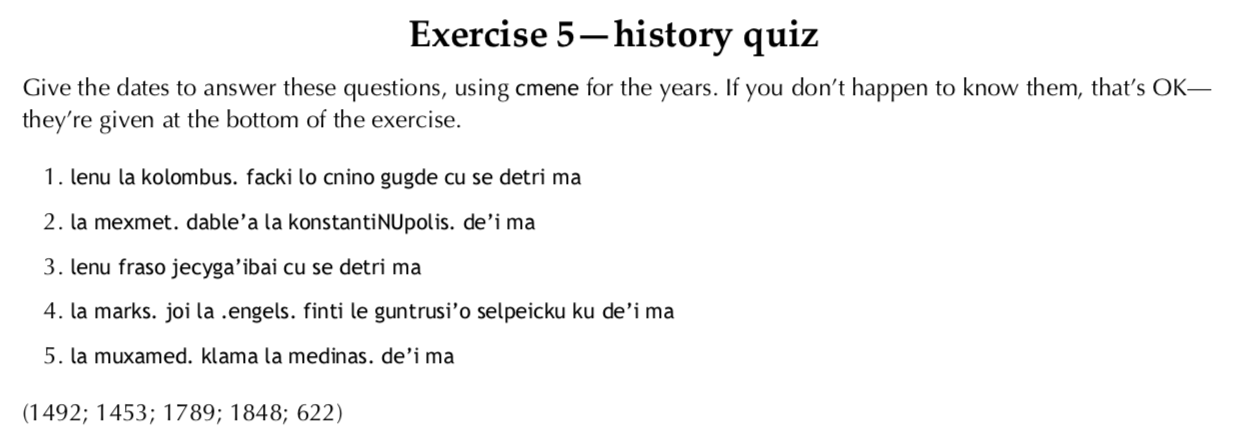 Exercise 5—history quiz
Give the dates to answer these questions, using cmene for the years. If you don’t happen to know them, that’s OK—
they’re given at the bottom of the exercise.
1. lenu la kolombus. facki lo cnino gugde cu se detri ma
2. la mexmet. dable’a la konstantiNUpolis. de’i ma
3. lenu fraso jecyga’ibai cu se detri ma
4. la marks. joi la .engels. finti le guntrusi’o selpeicku ku de’i ma
5. la muxamed. klama la medinas. de’i ma
(1492; 1453; 1789; 1848; 622)